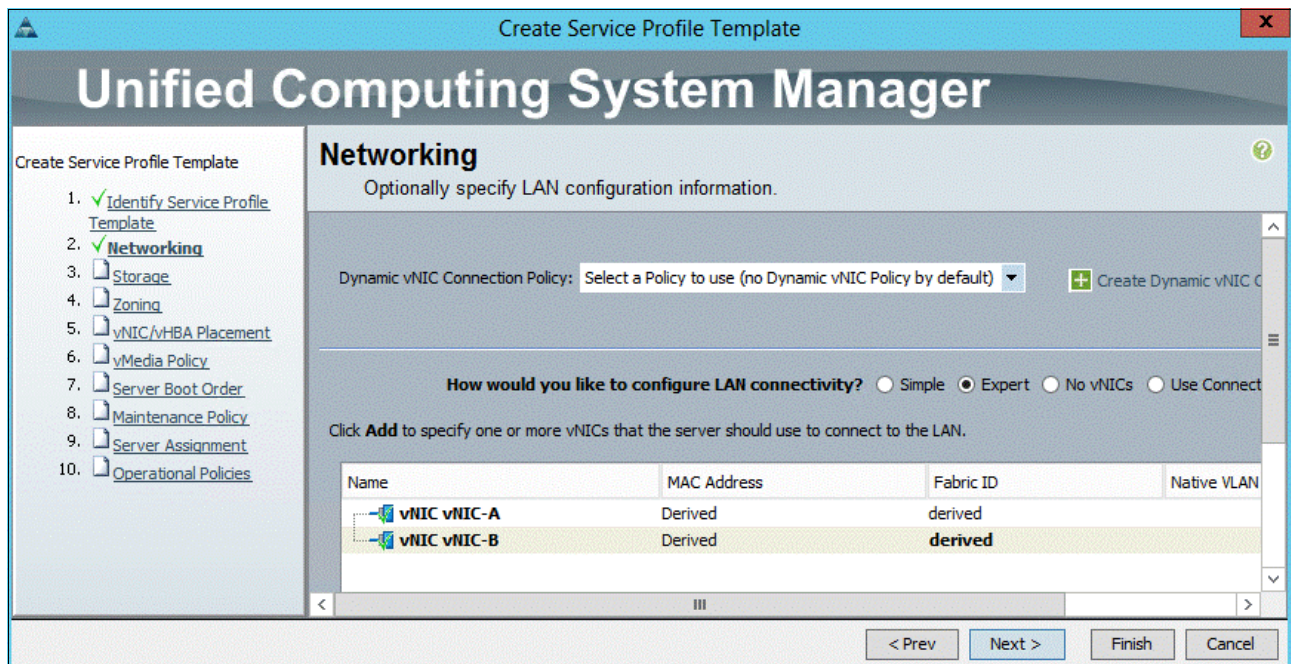 Create Service Profile Template
X
Unified Computing System Manager
Create Service Profile Template
1. Identify Service Profile
Template
2. Networking
3. Storage
4. Zoning
5. vNIC/vHBA Placement
6. vMedia Policy
7. Server Boot Order
8. Maintenance Policy
9. Server Assignment
10. Operational Policies
Networking
?
Optionally specify LAN configuration information.
Dynamic vNIC Connection Policy: Select a Policy to use (no Dynamic vNIC Policy by default) Create Dynamic vNIC C
How would you like to configure LAN connectivity? Simple Expert No vNICs Use Connect
Click Add to specify one or more vNICs that the server should use to connect to the LAN.
Name MAC Address Fabric ID Native VLAN
vNIC vNIC-A Derived derived
vNIC vNIC-B Derived derived
< Prev Next > Finish Cancel